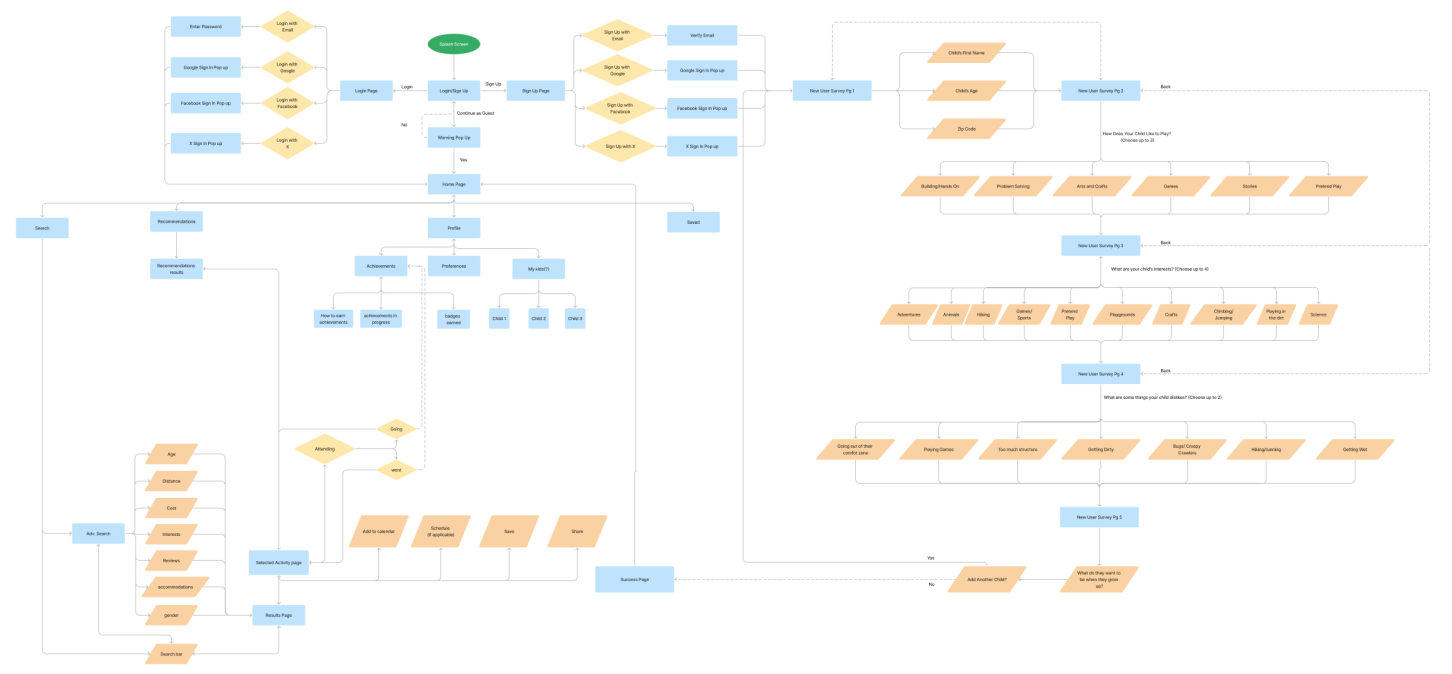 Splash Screen
Login/Sign Up
Login
Sign Up
Continue as Guest
No
Warning Pop Up
Yes
Home Page
Login Page
Login with
Email
Login with
Google
Login with
Facebook
Login with
X
Enter Password
Google Sign In Pop up
Facebook Sign In Pop up
X Sign in Pop up
Sign Up Page
Sign Up with
Email
Sign Up with
Google
Sign Up with
Facebook
Sign Up with X
Verify Email
Google Sign In Pop up
Facebook Sign In Pop up
X Sign In Pop up
New User Survey Pg 1
Child's First Name
Child's Age
Zip Code
New User Survey Pg 2
Back
How Does Your Child Like to Play?
(Choose up to 3)
Building/Hands On
Problem Solving
Arts and Crafts
Games
Stories
Pretend Play
New User Survey Pg 3
Back
What are your child's interests? (Choose up to 4)
Adventures
Animals
Hiking
Games/
Sports
Pretend
Play
Playgrounds
Crafts
Climbing/
Jumping
Playing in
the dirt
Science
New User Survey Pg 4
Back
What are some things your child dislikes? (Choose up to 2)
Going out of their
comfort zone
Playing Games
Too much structure
Getting Dirty
Bugs/ Creepy
Crawlers
Hiking/running
Getting Wet
New User Survey Pg 5
What do they want to
be when they grow
up?
Add Another Child?
Yes
No
Success Page
Search
Recommendations
Recommendations
results
Profile
Saved
Achievements
Preferences
My kids(?)
How to earn
achievements
achievements in
progress
badges
earned
Child 1
Child 2
Child 3
Going
Attending
went
Add to calendar
Schedule
(if applicable)
Save
Share
Selected Activity page
Results Page
Adv. Search
Age
Distance
Cost
Interests
Reviews
accommodations
gender
Search bar